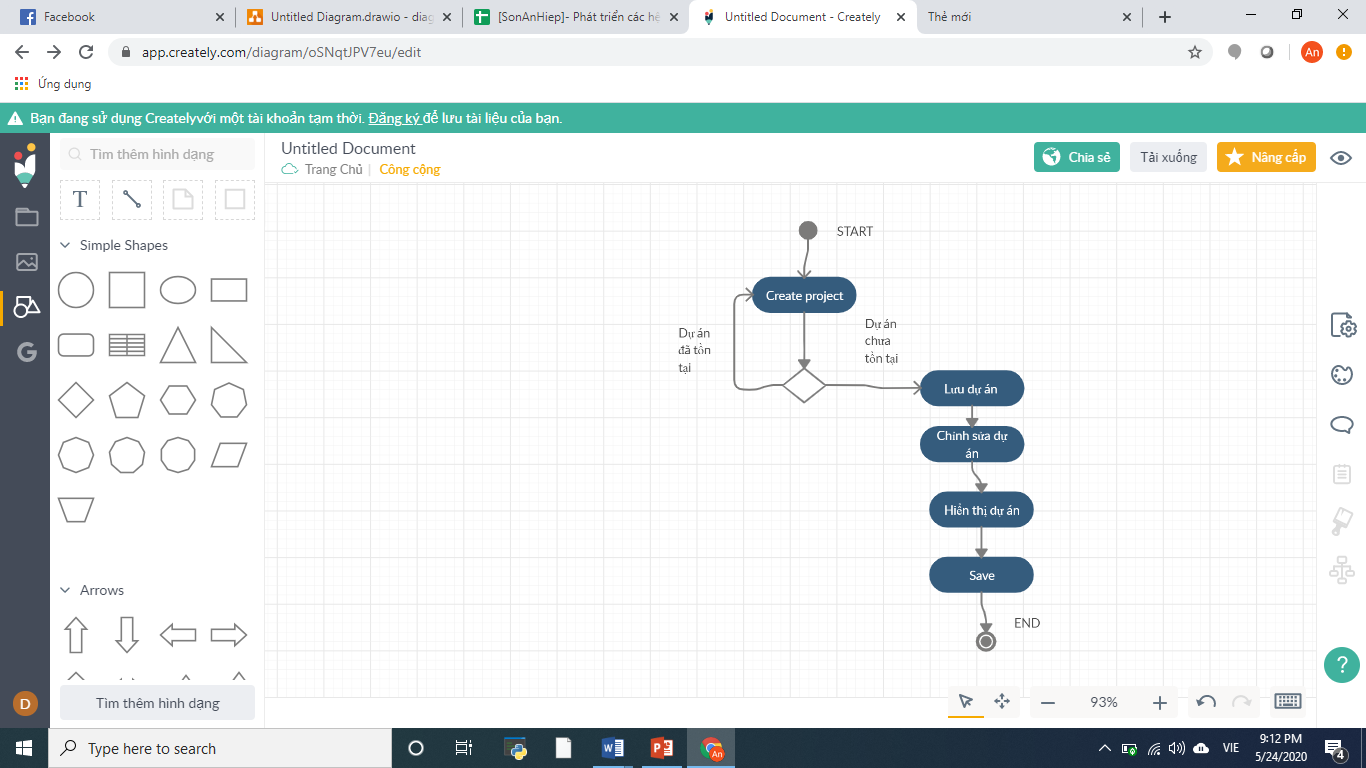 Facebook
Untitled Diagram.drawio - diag
[SonAnHiep]- Phát triển các hệ
Untitled Document - Creately
Thẻ mới
app.creately.com/diagram/oSNqtJPV7eu/edit
An
Ứng dụng
Bạn đang sử dụng Createlyvới một tài khoản tạm thời. Đăng ký để lưu tài liệu của bạn.
Tìm thêm hình dạng
Untitled Document
Trang Chủ | Công cộng
Chia sẻ
Tải xuống
Nâng cấp
T
Simple Shapes
G
Arrows
Tìm thêm hình dạng
D
START
Create project
Dự án
đã tồn
tại
Dự án
chưa
tồn tại
Lưu dự án
Chỉnh sửa dự
án
Hiển thị dự án
Save
END
93%
?
Type here to search
An
VIE
9:12 PM
5/24/2020
4